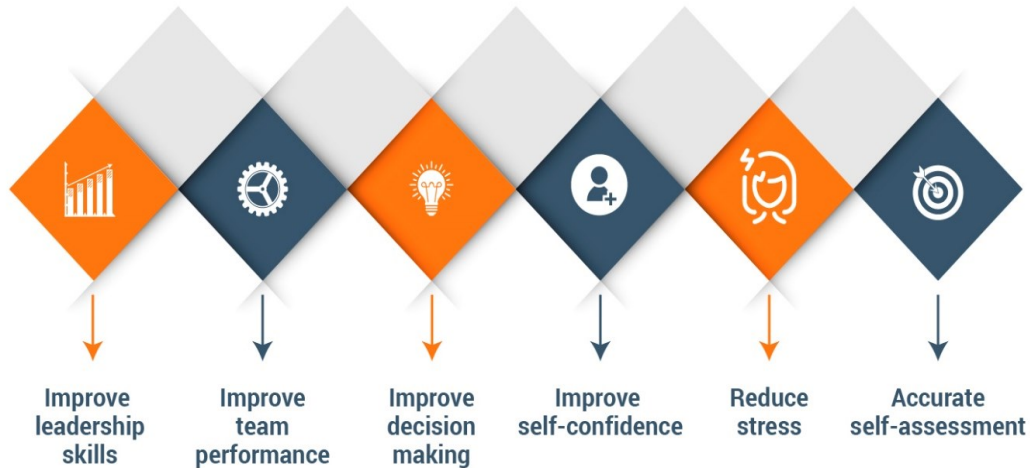 Improve
leadership
skills
Improve
team
performance
Improve
decision
making
Improve
self-confidence
Reduce
stress
Accurate
self-assessment